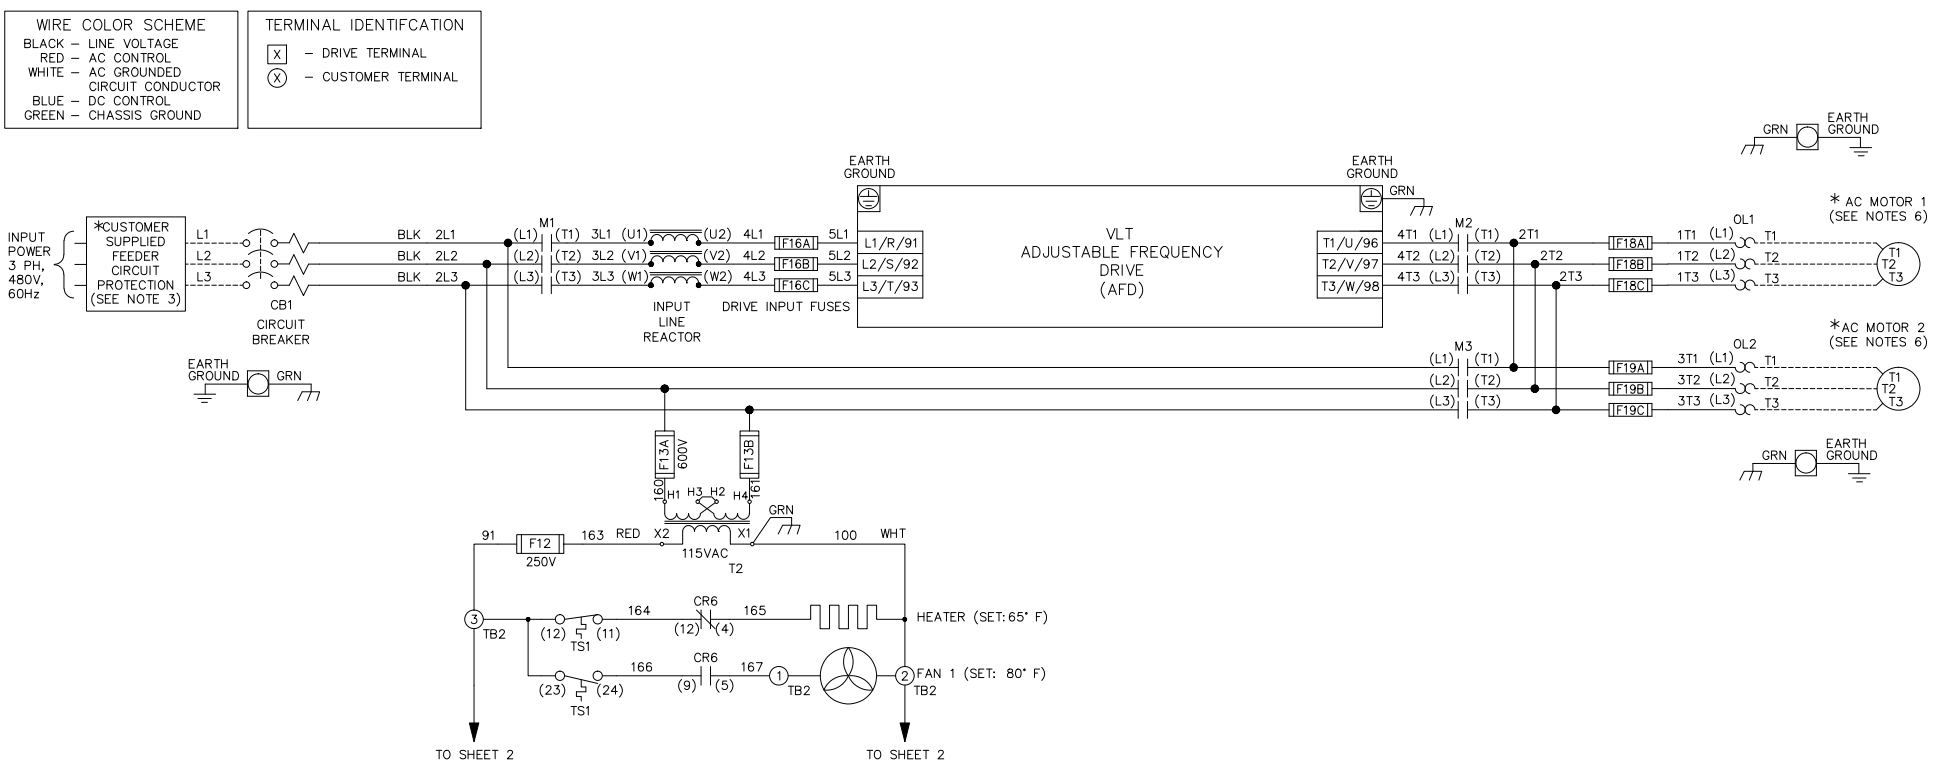 WIRE COLOR SCHEME
BLACK – LINE VOLTAGE
RED – AC CONTROL
WHITE – AC GROUNDED
CIRCUIT CONDUCTOR
BLUE – DC CONTROL
GREEN – CHASSIS GROUND
TERMINAL IDENTIFCATION
X – DRIVE TERMINAL
X – CUSTOMER TERMINAL
INPUT
POWER
3 PH,
480V,
60Hz
*CUSTOMER
SUPPLIED
FEEDER
CIRCUIT
PROTECTION
(SEE NOTE 3)
L1
L2
L3
CB1
CIRCUIT
BREAKER
EARTH
GROUND
GRN
M1
BLK 2L1 (L1) (T1) 3L1 (U1) (U2) 4L1 F16A 5L1 L1/R/91
BLK 2L2 (L2) (T2) 3L2 (V1) (V2) 4L2 F16B 5L2 L2/S/92
BLK 2L3 (L3) (T3) 3L3 (W1) (W2) 4L3 F16C 5L3 L3/T/93
INPUT
LINE
REACTOR
DRIVE INPUT FUSES
EARTH
GROUND
VLT
ADJUSTABLE FREQUENCY
DRIVE
(AFD)
EARTH
GROUND
GRN
M2
T1/U/96 4T1 (L1) (T1) 2T1 F18A 1T1 (L1) T1
T2/V/97 4T2 (L2) (T2) 2T2 F18B 1T2 (L2) T2
T3/W/98 4T3 (L3) (T3) 2T3 F18C 1T3 (L3) T3
OL1
GRN
EARTH
GROUND
* AC MOTOR 1
(SEE NOTES 6)
T1
T2
T3
M3
(L1) (T1) F19A 3T1 (L1) T1
(L2) (T2) F19B 3T2 (L2) T2
(L3) (T3) F19C 3T3 (L3) T3
OL2
*AC MOTOR 2
(SEE NOTES 6)
T1
T2
T3
GRN
EARTH
GROUND
F13A
600V
F13B
160
161
H1 H3 H2 H4
GRN
91 F12 163 RED X2 X1 100 WHT
250V
115VAC
T2
3
TB2
164 CR6 165
(12) (11) (12) (4)
TS1
HEATER (SET:65° F)
166 CR6 167 1 2
(23) (24) (9) (5) TB2 TB2
TS1
FAN 1 (SET: 80° F)
TO SHEET 2
TO SHEET 2